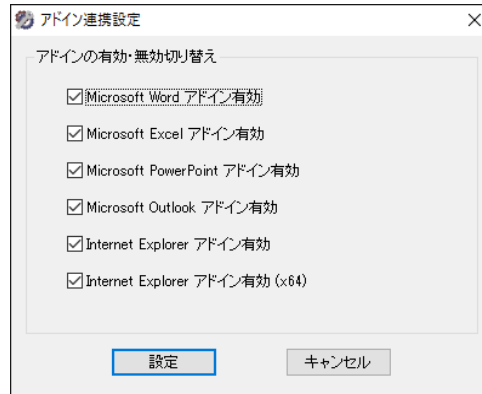 アドイン連携設定
アドインの有効・無効切り替え
Microsoft Word アドイン有効
Microsoft Excel アドイン有効
Microsoft PowerPoint アドイン有効
Microsoft Outlook アドイン有効
Internet Explorer アドイン有効
Internet Explorer アドイン有効 (x64)
設定 キャンセル